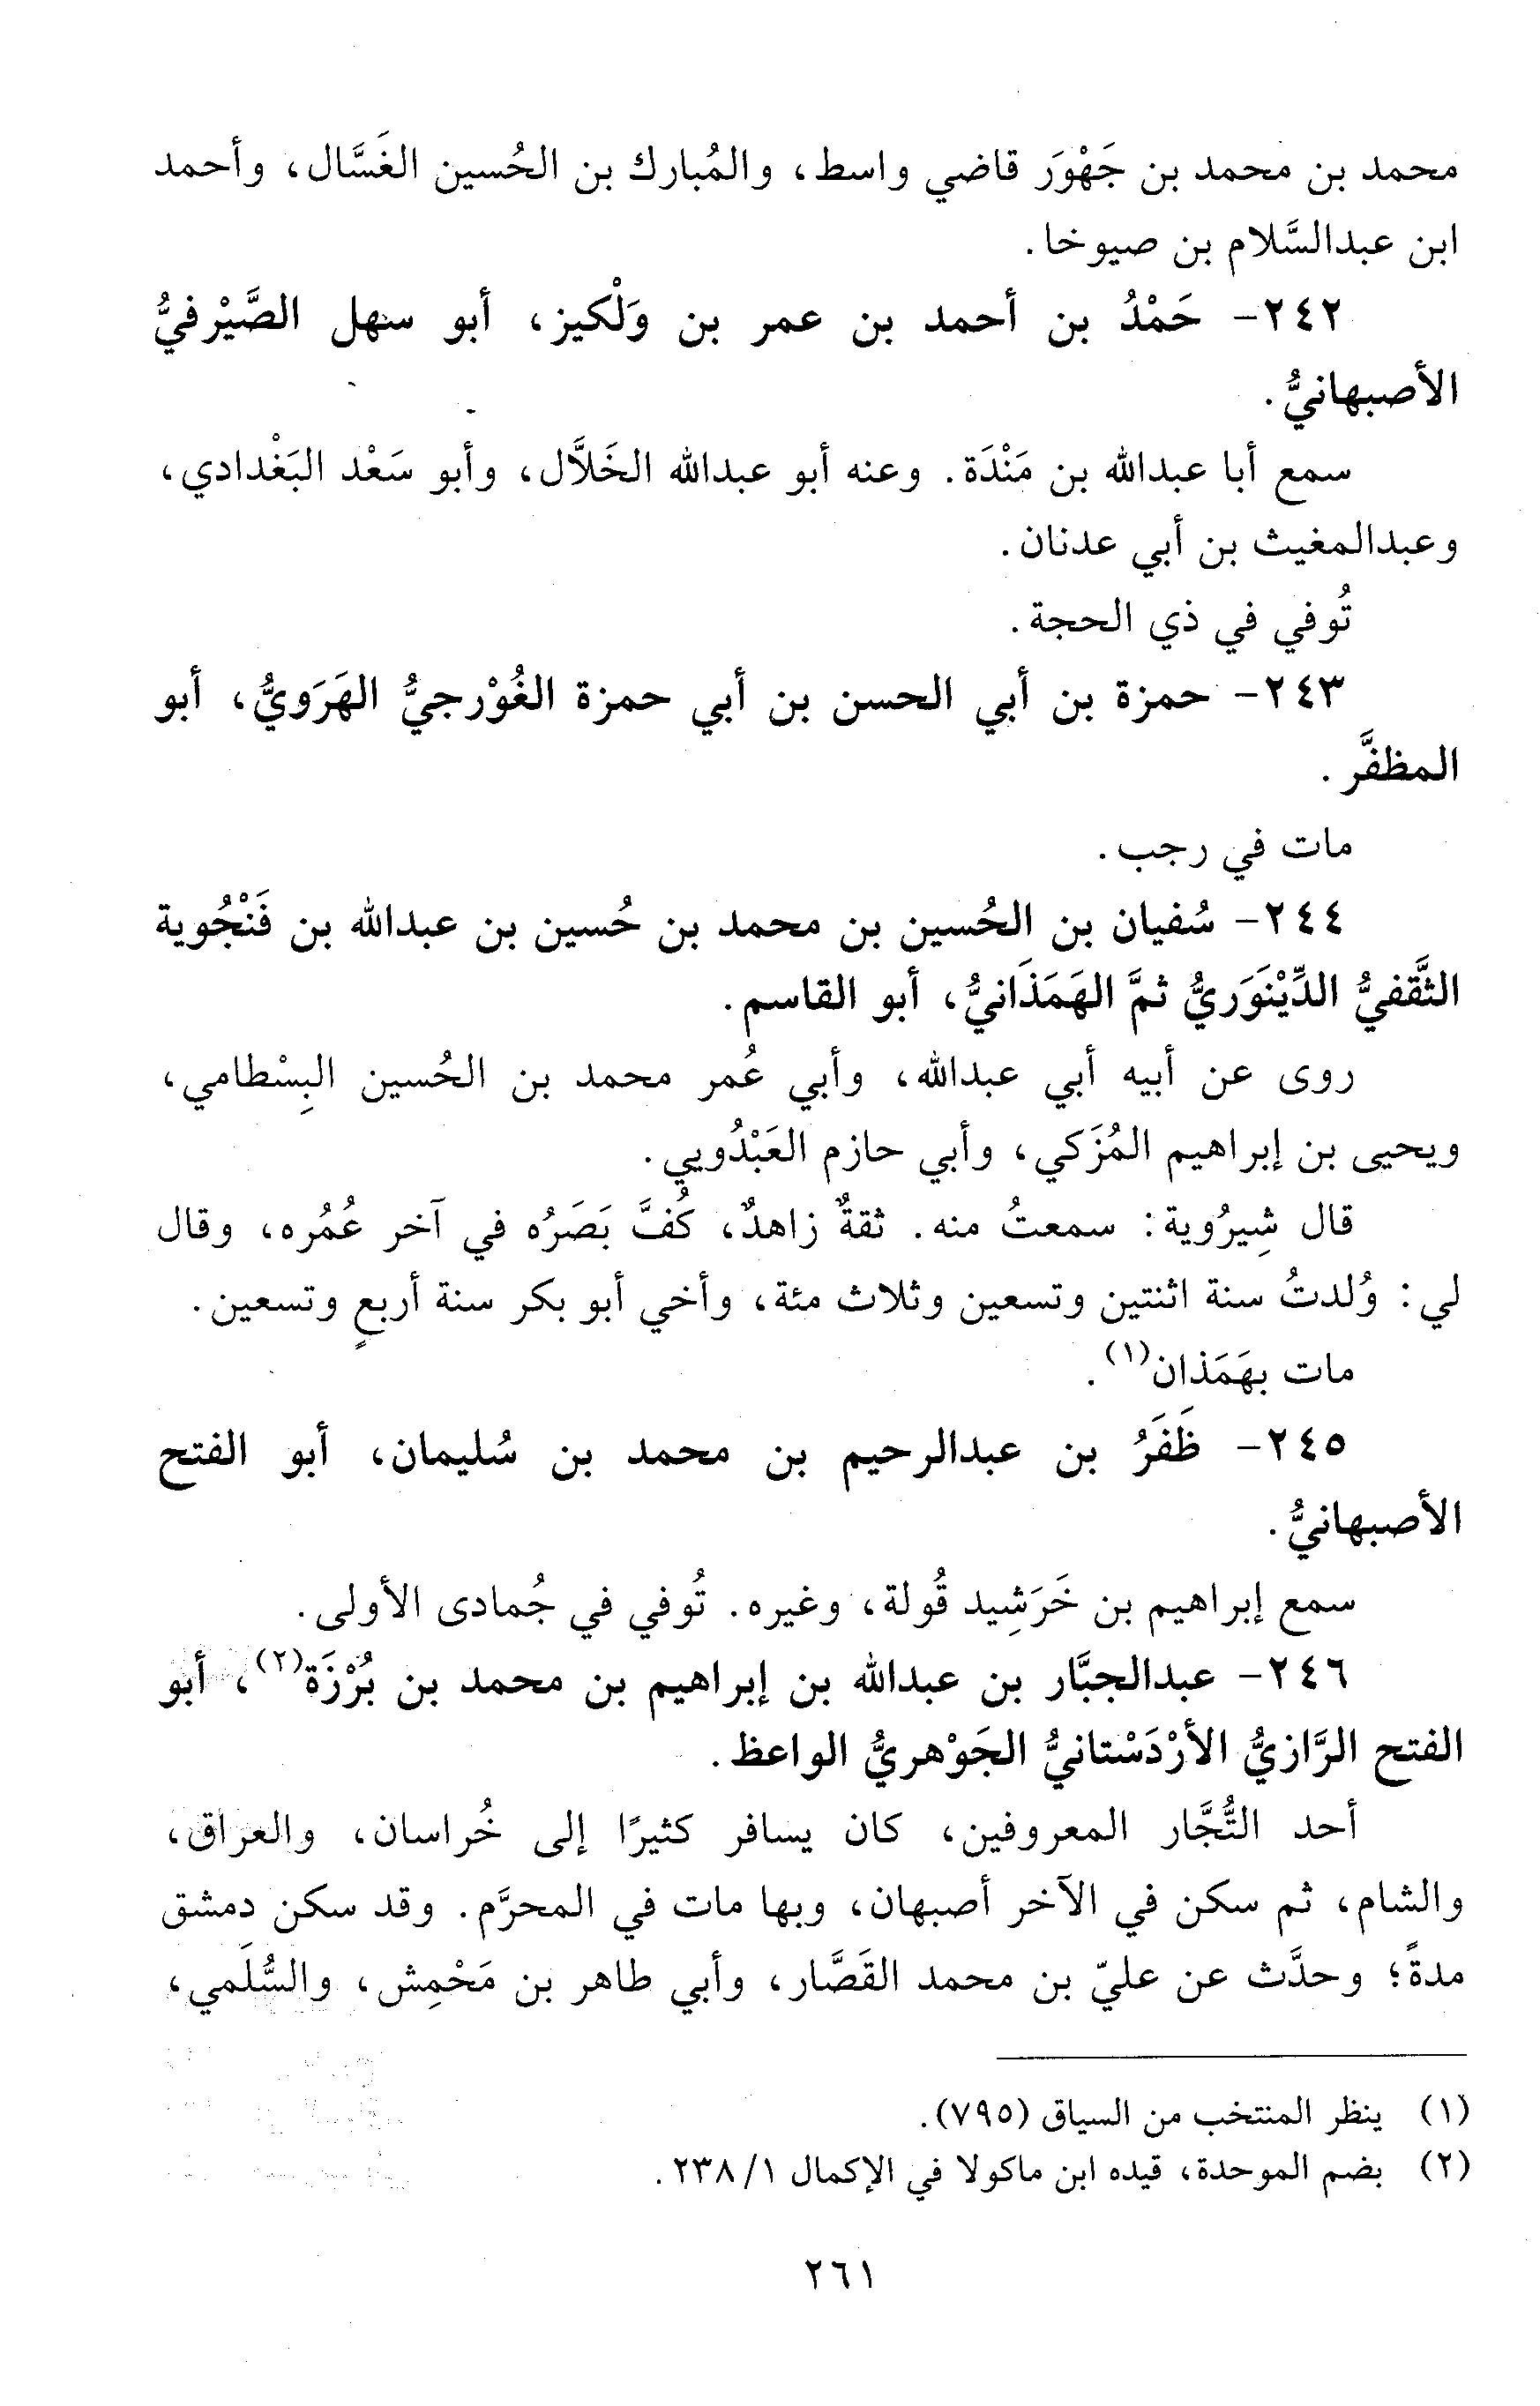 محمد بن محمد بن جَهْوَر قاضي واسط، والمُبارك بن الحُسين الغَسَّال، وأحمد
ابن عبدالسَّلام بن صيوخا.
٢٤٢- حَمْدُ بن أحمد بن عمر بن وَلْكيز، أبو سهل الصَّيْرفيُّ
الأصبهانيُّ.
سمع أبا عبدالله بن مَنْدَة. وعنه أبو عبدالله الخَلاَّل، وأبو سَعْد البَغْدادي،
وعبدالمغيث بن أبي عدنان.
تُوفي في ذي الحجة.
٢٤٣- حمزة بن أبي الحسن بن أبي حمزة الغُوْرجيُّ الهَرَويُّ، أبو
المظفَّر.
مات في رجب.
٢٤٤- سُفيان بن الحُسين بن محمد بن حُسين بن عبدالله بن فَنْجُوية
الثَّقفيُّ الدِّيْنَوَريُّ ثمَّ الهَمَذَانيُّ، أبو القاسم.
روى عن أبيه أبي عبدالله، وأبي عُمر محمد بن الحُسين البِسْطامي،
ويحيى بن إبراهيم المُزَكي، وأبي حازم العَبْدُويي.
قال شِيرُوية: سمعتُ منه. ثقةٌ زاهدٌ، كُفَّ بَصَرُه في آخر عُمُره، وقال
لي: وُلدتُ سنة اثنتين وتسعين وثلاث مئة، وأخي أبو بكر سنة أربعٍ وتسعين.
مات بهَمَذان(١).
٢٤٥- ظَفَرُ بن عبدالرحيم بن محمد بن سُليمان، أبو الفتح
الأصبهانيُّ.
سمع إبراهيم بن خَرَشِيد قُولة، وغيره. تُوفي في جُمادى الأولى.
٢٤٦- عبدالجبَّار بن عبدالله بن إبراهيم بن محمد بن بُرْزَة(٢)، أبو
الفتح الرَّازيُّ الأرْدَسْتانيُّ الجَوْهريُّ الواعظ.
أحد التُّجَّار المعروفين، كان يسافر كثيرًا إلى خُراسان، والعراق،
والشام، ثم سكن في الآخر أصبهان، وبها مات في المحرَّم. وقد سكن دمشق
مدةً؛ وحدَّث عن عليّ بن محمد القَصَّار، وأبي طاهر بن مَحْمِش، والسُّلَمي،
(١) ينظر المنتخب من السياق (٧٩٥).
(٢) بضم الموحدة، قيده ابن ماكولا في الإكمال ١/ ٢٣٨.
٢٦١